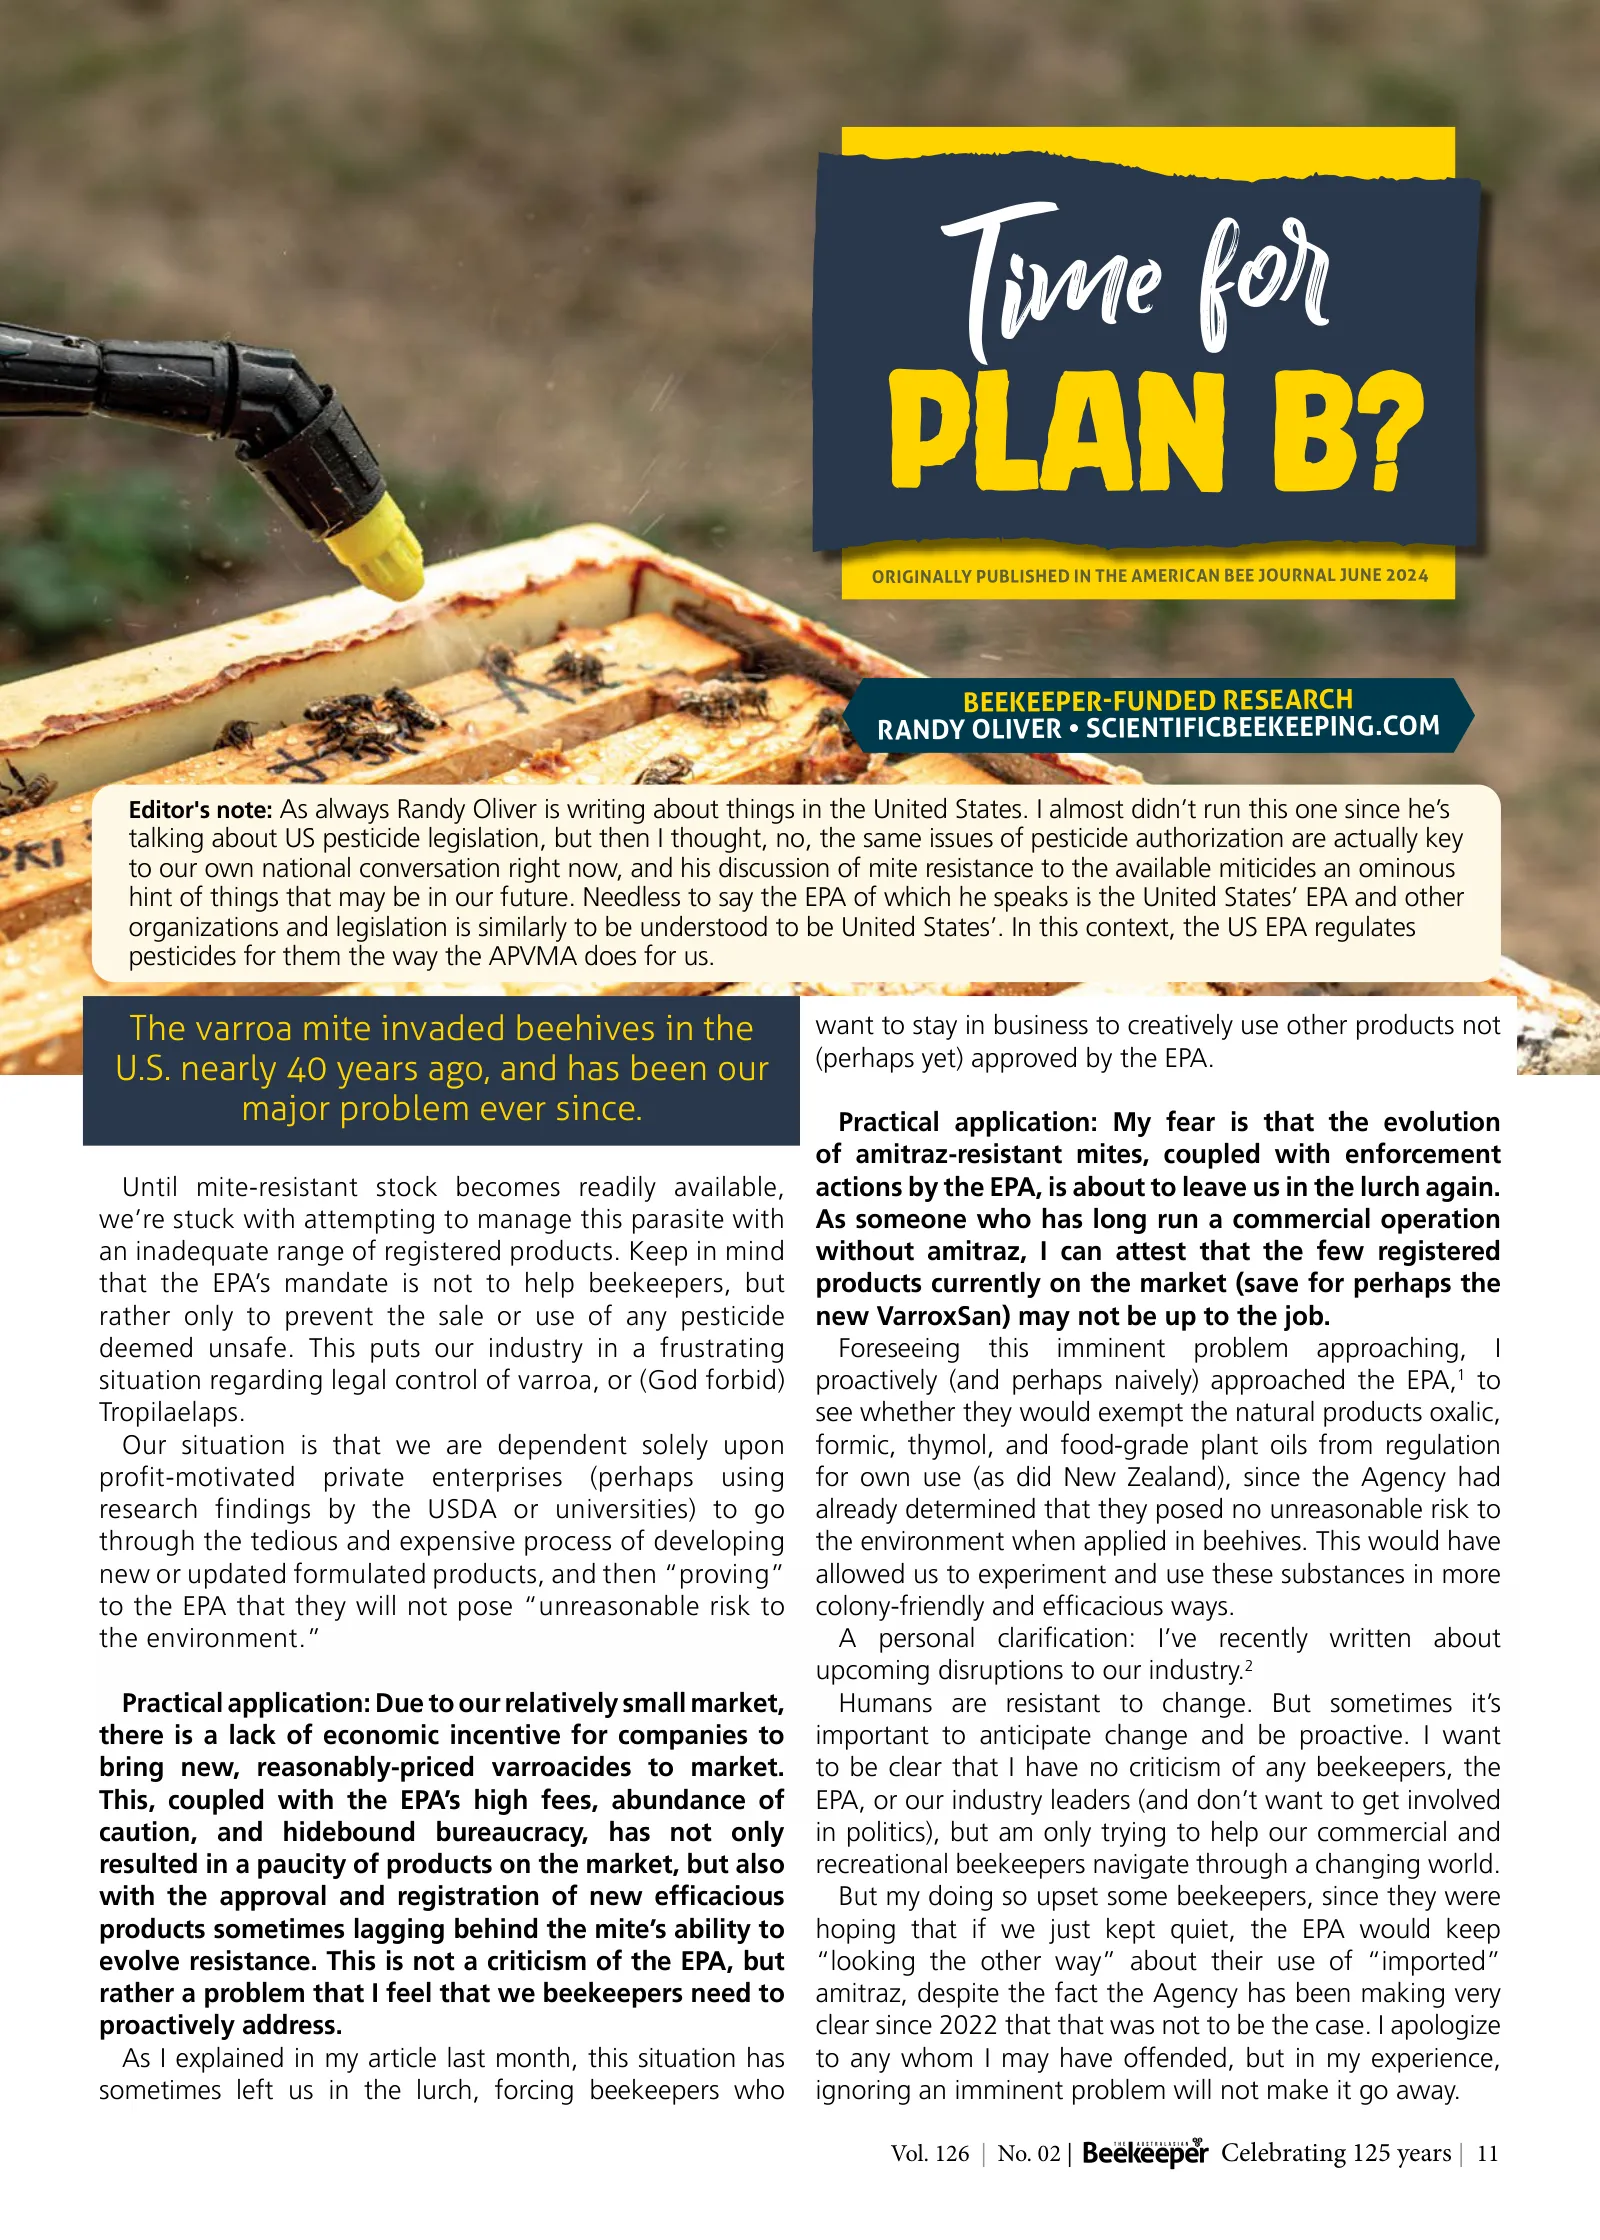 Time for
PLAN B?
ORIGINALLY PUBLISHED IN THE AMERICAN BEE JOURNAL JUNE 2024
BEEKEEPER-FUNDED RESEARCH
RANDY OLIVER • SCIENTIFICBEEKEEPING.COM
Editor's note: As always Randy Oliver is writing about things in the United States. I almost didn’t run this one since he’s
talking about US pesticide legislation, but then I thought, no, the same issues of pesticide authorization are actually key
to our own national conversation right now, and his discussion of mite resistance to the available miticides an ominous
hint of things that may be in our future. Needless to say the EPA of which he speaks is the United States’ EPA and other
organizations and legislation is similarly to be understood to be United States’. In this context, the US EPA regulates
pesticides for them the way the APVMA does for us.
The varroa mite invaded beehives in the
U.S. nearly 40 years ago, and has been our
major problem ever since.
Until mite-resistant stock becomes readily available,
we’re stuck with attempting to manage this parasite with
an inadequate range of registered products. Keep in mind
that the EPA’s mandate is not to help beekeepers, but
rather only to prevent the sale or use of any pesticide
deemed unsafe. This puts our industry in a frustrating
situation regarding legal control of varroa, or (God forbid)
Tropilaelaps.
Our situation is that we are dependent solely upon
profit-motivated private enterprises (perhaps using
research findings by the USDA or universities) to go
through the tedious and expensive process of developing
new or updated formulated products, and then “proving”
to the EPA that they will not pose “unreasonable risk to
the environment.”
Practical application: Due to our relatively small market,
there is a lack of economic incentive for companies to
bring new, reasonably-priced varroacides to market.
This, coupled with the EPA’s high fees, abundance of
caution, and hidebound bureaucracy, has not only
resulted in a paucity of products on the market, but also
with the approval and registration of new efficacious
products sometimes lagging behind the mite’s ability to
evolve resistance. This is not a criticism of the EPA, but
rather a problem that I feel that we beekeepers need to
proactively address.
As I explained in my article last month, this situation has
sometimes left us in the lurch, forcing beekeepers who
want to stay in business to creatively use other products not
(perhaps yet) approved by the EPA.
Practical application: My fear is that the evolution
of amitraz-resistant mites, coupled with enforcement
actions by the EPA, is about to leave us in the lurch again.
As someone who has long run a commercial operation
without amitraz, I can attest that the few registered
products currently on the market (save for perhaps the
new VarroxSan) may not be up to the job.
Foreseeing this imminent problem approaching, I
proactively (and perhaps naively) approached the EPA,¹ to
see whether they would exempt the natural products oxalic,
formic, thymol, and food-grade plant oils from regulation
for own use (as did New Zealand), since the Agency had
already determined that they posed no unreasonable risk to
the environment when applied in beehives. This would have
allowed us to experiment and use these substances in more
colony-friendly and efficacious ways.
A personal clarification: I’ve recently written about
upcoming disruptions to our industry.²
Humans are resistant to change. But sometimes it’s
important to anticipate change and be proactive. I want
to be clear that I have no criticism of any beekeepers, the
EPA, or our industry leaders (and don’t want to get involved
in politics), but am only trying to help our commercial and
recreational beekeepers navigate through a changing world.
But my doing so upset some beekeepers, since they were
hoping that if we just kept quiet, the EPA would keep
“looking the other way” about their use of “imported”
amitraz, despite the fact the Agency has been making very
clear since 2022 that that was not to be the case. I apologize
to any whom I may have offended, but in my experience,
ignoring an imminent problem will not make it go away.
Vol. 126 | No. 02 | THE AUSTRALASIAN Beekeeper Celebrating 125 years | 11